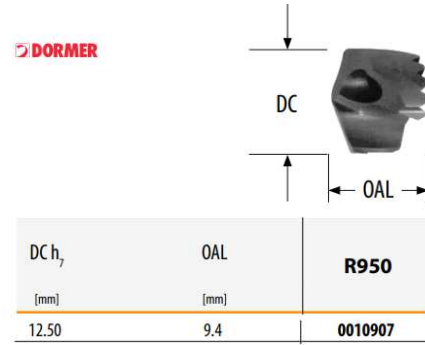 DORMER
DC
OAL
DC h7 OAL R950
[mm] [mm]
12.50 9.4 0010907